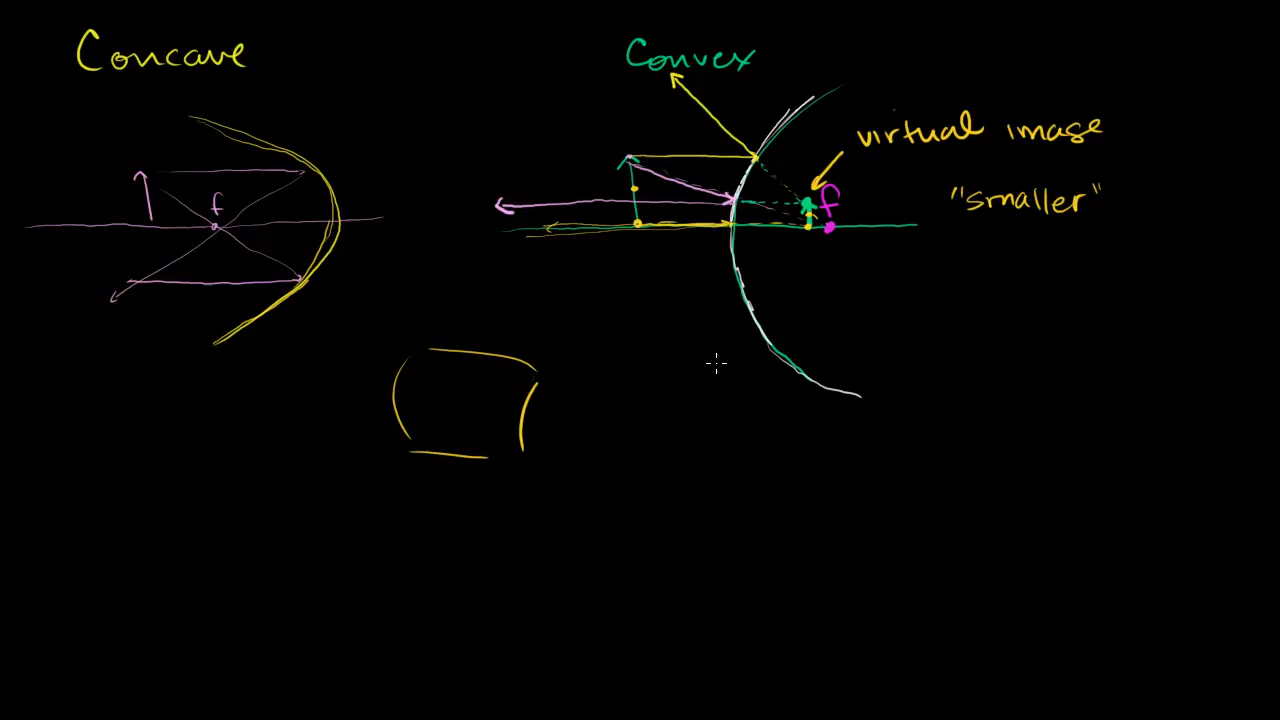 Concave
Convex
virtual image
"smaller"
f
f